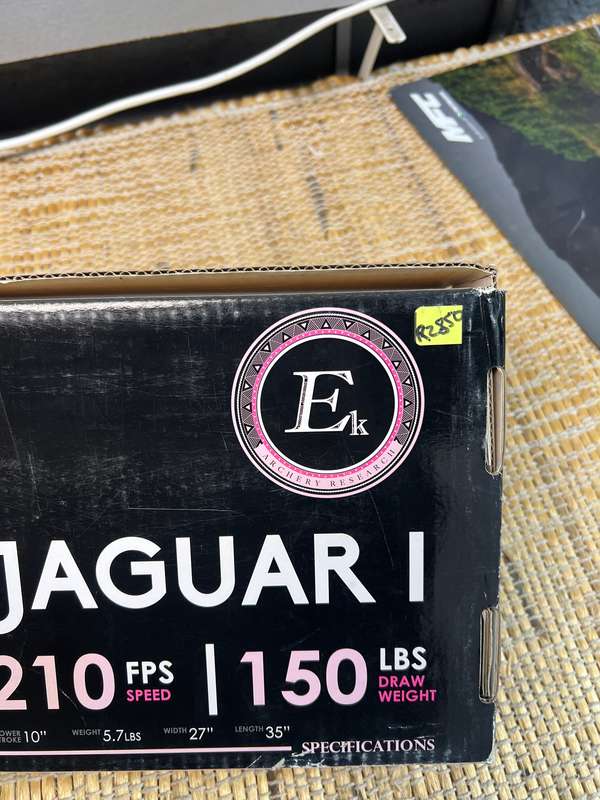 MFC
R2850
Ek
ARCHERY RESEARCH
JAGUAR I
210 FPS SPEED | 150 LBS DRAW WEIGHT
10" WEIGHT 5.7LBS WIDTH 27" LENGTH 35"
SPECIFICATIONS